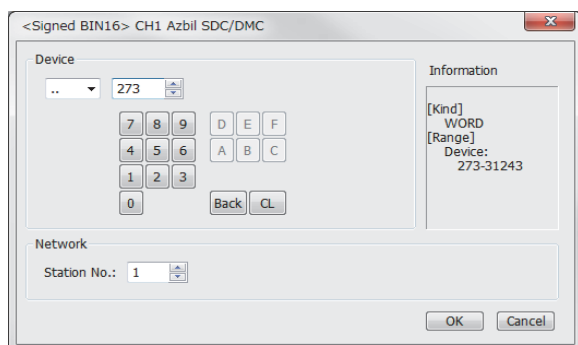 <Signed BIN16> CH1 Azbil SDC/DMC
Device
.. 273
7 8 9 D E F
4 5 6 A B C
1 2 3
0 Back CL
Information
[Kind]
WORD
[Range]
Device:
273-31243
Network
Station No.: 1
OK Cancel